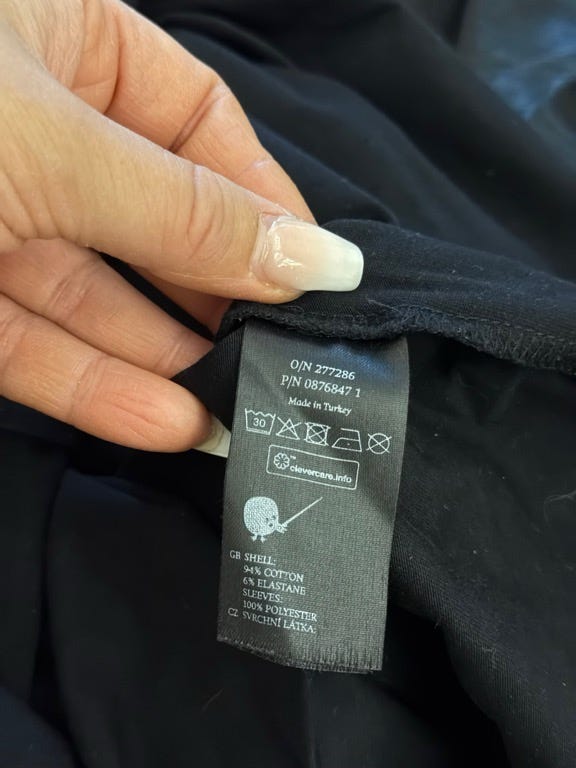 O/N 277286
P/N 0876847 1
Made in Turkey
30
clevercare.info
GB SHELL:
94% COTTON
6% ELASTANE
SLEEVES:
100% POLYESTER
CZ SVRCHNÍ LÁTKA: